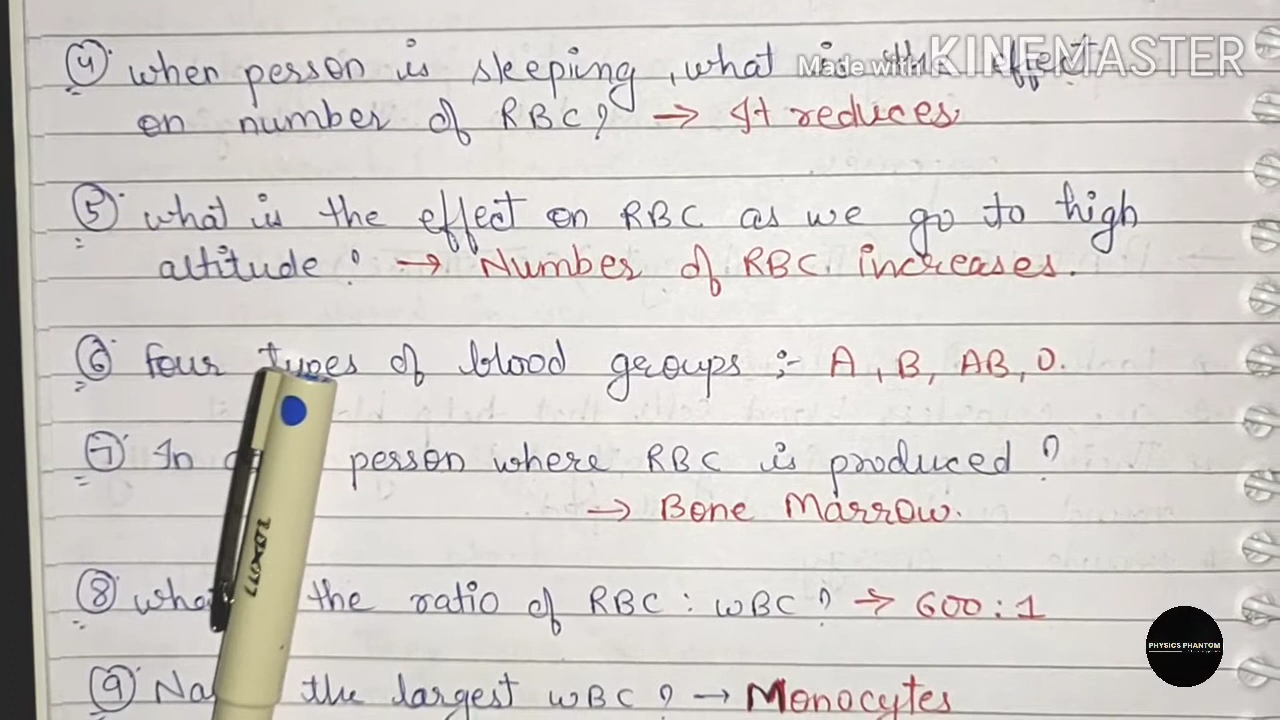 ④ when person is sleeping, what is the effect
Made with KINEMASTER
on number of RBC? → It reduces.
⑤ what is the effect on RBC as we go to high
altitude? → Number of RBC increases.
⑥ four types of blood groups :- A, B, AB, O.
⑦ In person where RBC is produced?
→ Bone Marrow.
⑧ the ratio of RBC : WBC? → 600:1
PHYSICS PHANTOM
⑨ the largest WBC? → Monocytes